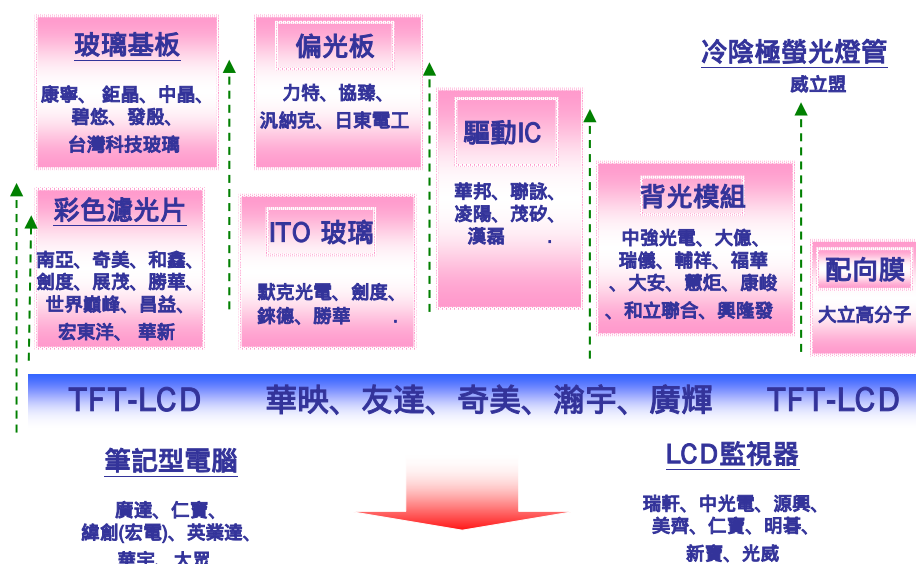 玻璃基板
康寧、鉅晶、中晶、
碧悠、發殷、
台灣科技玻璃
偏光板
力特、協臻、
汎納克、日東電工
驅動IC
華邦、聯詠、
凌陽、茂矽、
漢磊 .
冷陰極螢光燈管
威立盟
彩色濾光片
南亞、奇美、和鑫、
劍度、展茂、勝華、
世界巔峰、昌益、
宏東洋、華新
ITO 玻璃
默克光電、劍度、
錸德、勝華 .
背光模組
中強光電、大億、
瑞儀、輔祥、福華
、大安、慧炬、康峻
、和立聯合、興隆發
配向膜
大立高分子
TFT-LCD 華映、友達、奇美、瀚宇、廣輝 TFT-LCD
筆記型電腦
廣達、仁寶、
緯創(宏電)、英業達、
華宇、大眾
LCD監視器
瑞軒、中光電、源興、
美齊、仁寶、明碁、
新寶、光威